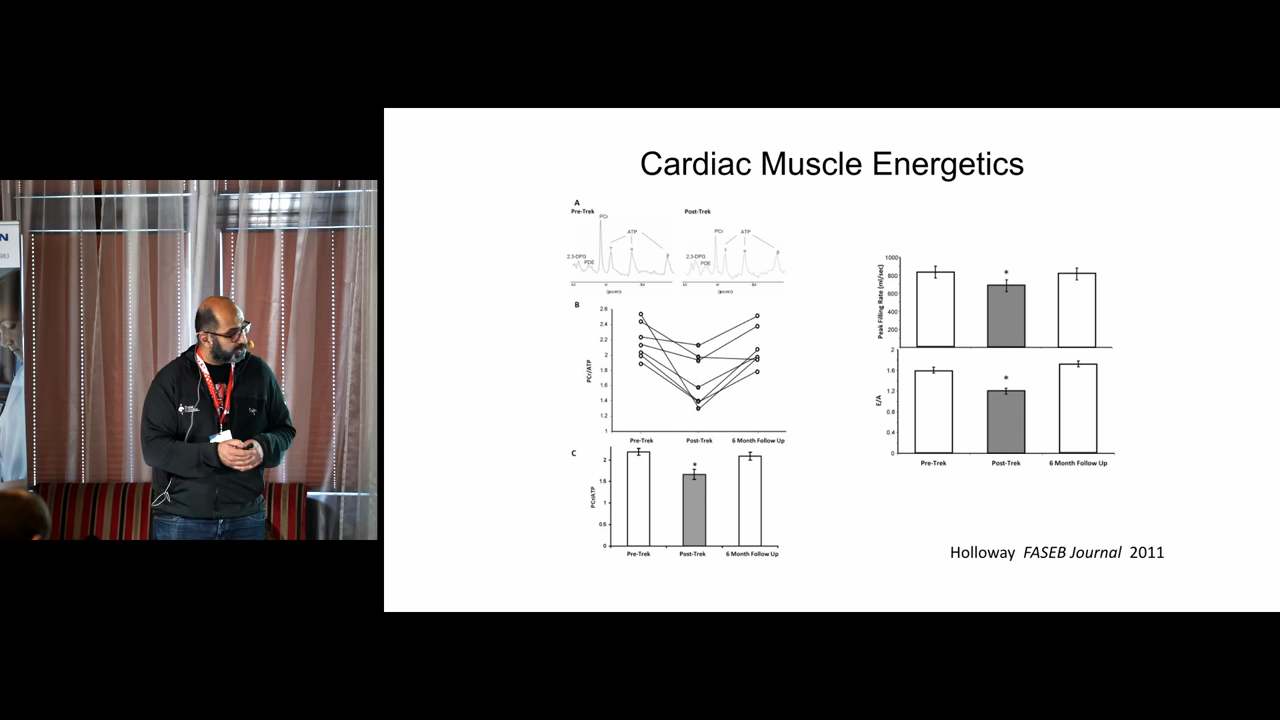 Cardiac Muscle Energetics
A
Pre-Trek
Post-Trek
PCr
ATP
γ
α
β
2,3-DPG
PDE
PCr
ATP
γ
α
β
2,3-DPG
PDE
(ppm)
(ppm)
B
2.6
2.4
2.2
2
1.8
1.6
1.4
1.2
1
PCr/ATP
Pre-Trek
Post-Trek
6 Month Follow Up
C
2
1.5
1
0.5
0
PCr/ATP
*
Pre-Trek
Post-Trek
6 Month Follow Up
1000
800
600
400
200
Peak Filling Rate (ml/sec)
*
2
1.6
1.2
0.8
0.4
0
E/A
*
Pre-Trek
Post-Trek
6 Month Follow Up
Holloway FASEB Journal 2011
N